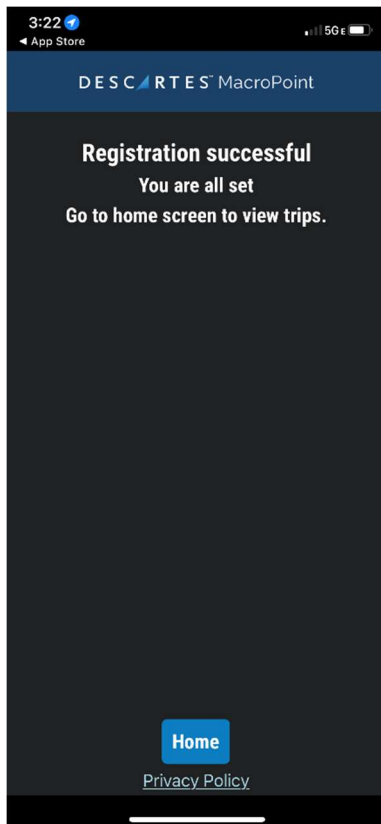 3:22
5G E
◀ App Store
DESCARTES™ MacroPoint
Registration successful
You are all set
Go to home screen to view trips.
Home
Privacy Policy